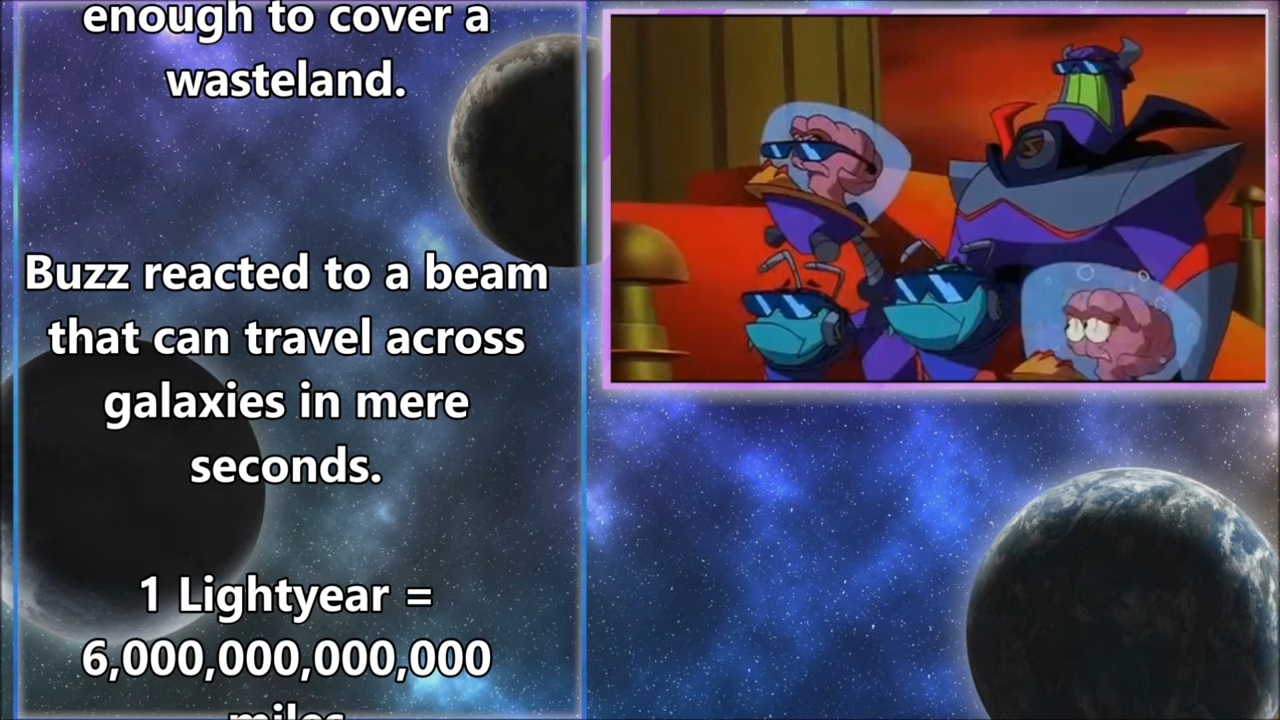 enough to cover a
wasteland.
Buzz reacted to a beam
that can travel across
galaxies in mere
seconds.
1 Lightyear =
6,000,000,000,000
miles